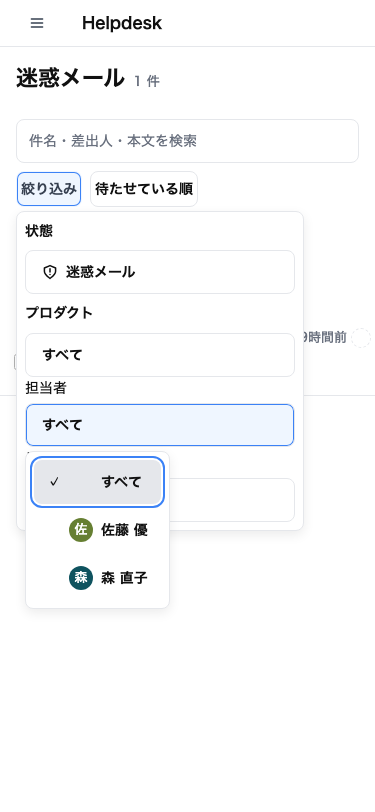 Helpdesk
迷惑メール 1 件
件名・差出人・本文を検索
絞り込み 待たせている順
状態
迷惑メール
プロダクト
すべて
9時間前
担当者
すべて
✓ すべて
佐 佐藤 優
森 森 直子